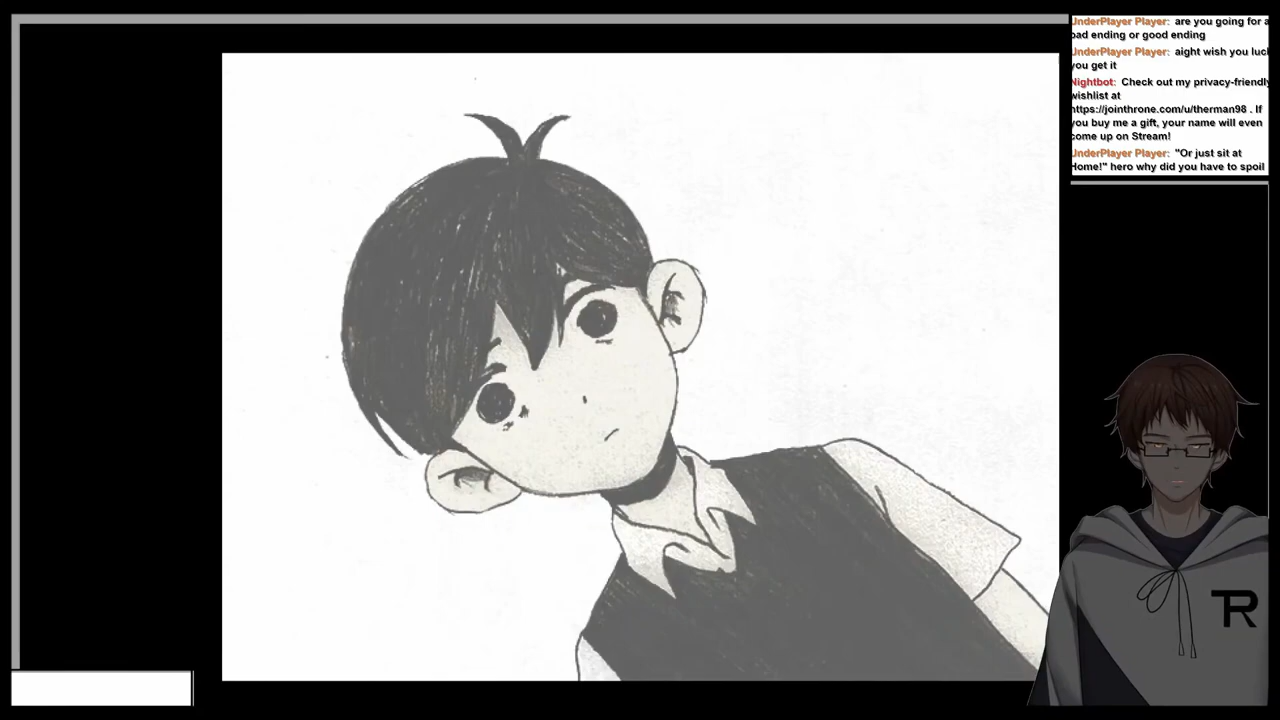 UnderPlayer Player: are you going for a
bad ending or good ending
UnderPlayer Player: aight wish you luck
you get it
Nightbot: Check out my privacy-friendly
wishlist at
https://jointhrone.com/u/therman98 . If
you buy me a gift, your name will even
come up on Stream!
UnderPlayer Player: "Or just sit at
Home!" hero why did you have to spoil
TR